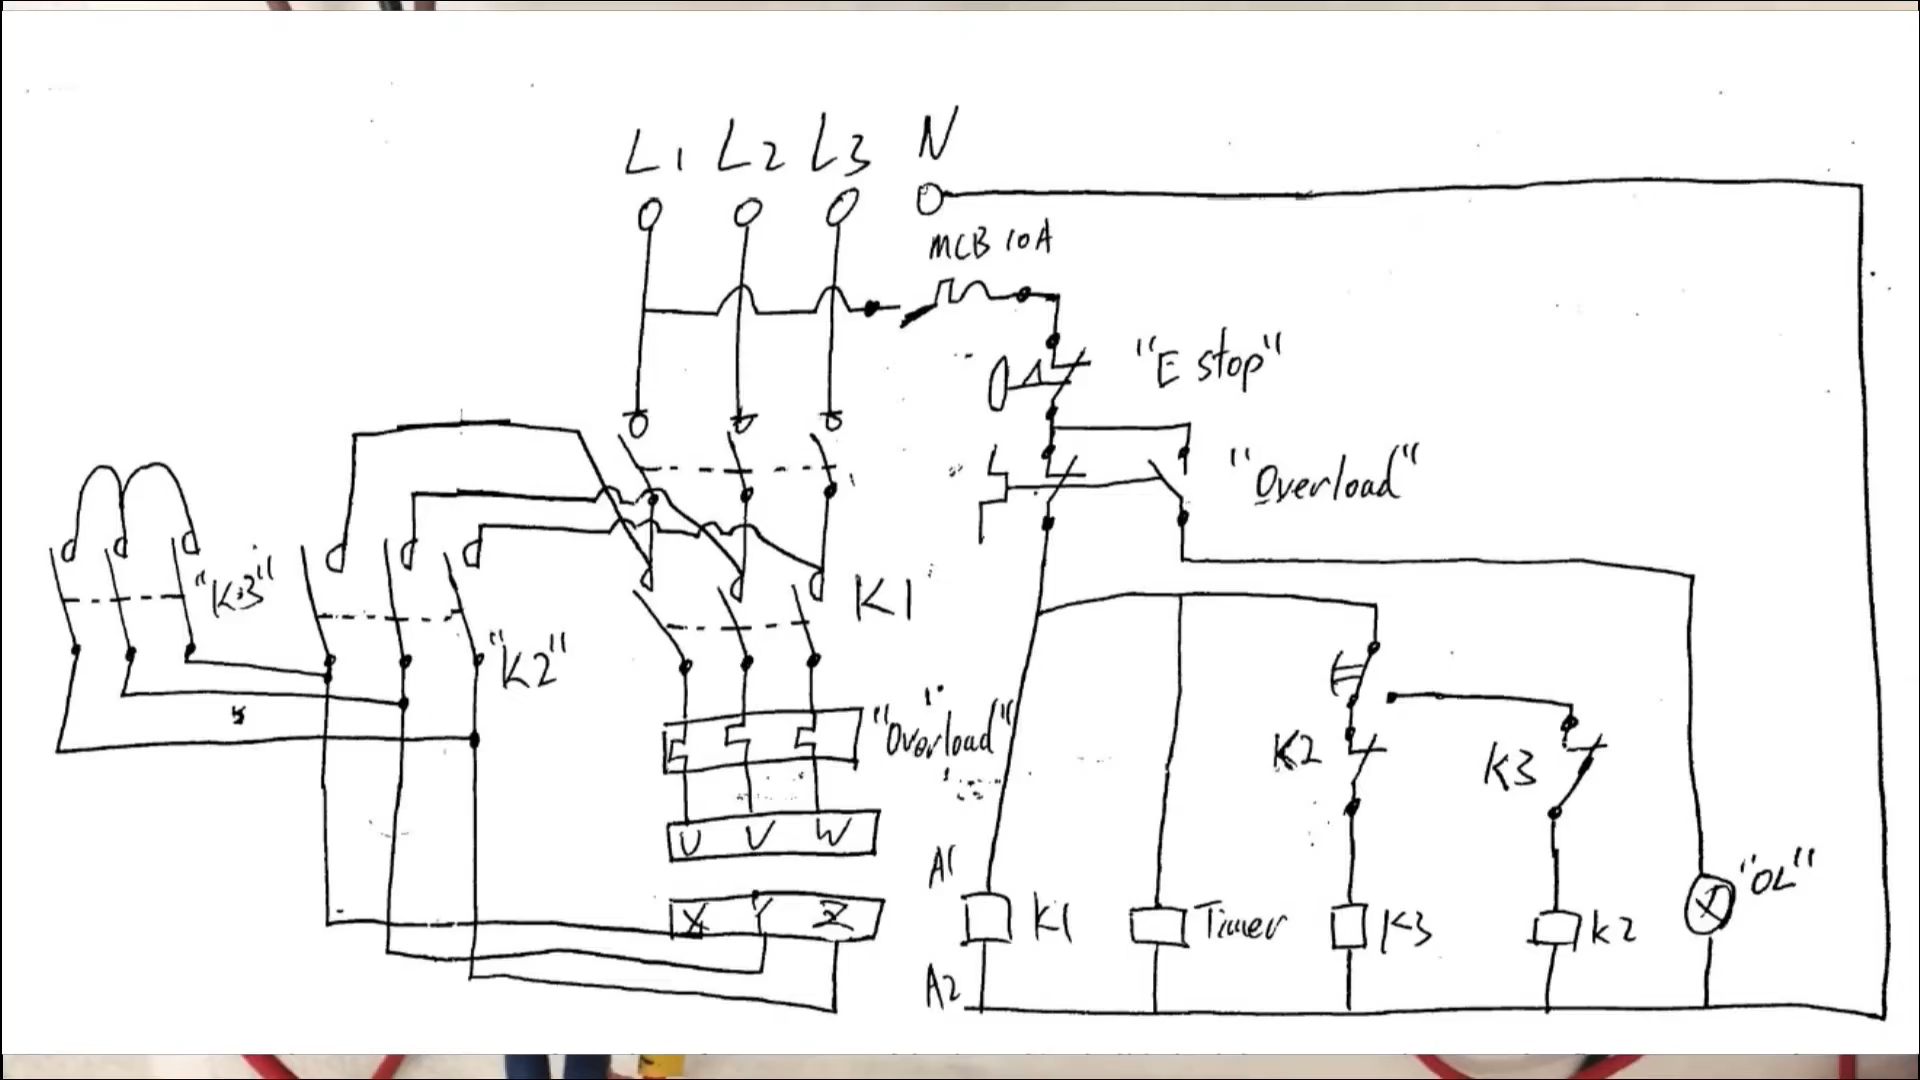 L1 L2 L3 N
MCB 10A
"E stop"
"Overload"
"K3"
K1
"K2"
"Overload"
K2
K3
U V W
A1
"OL"
X Y Z
K1
Timer
K3
K2
A2